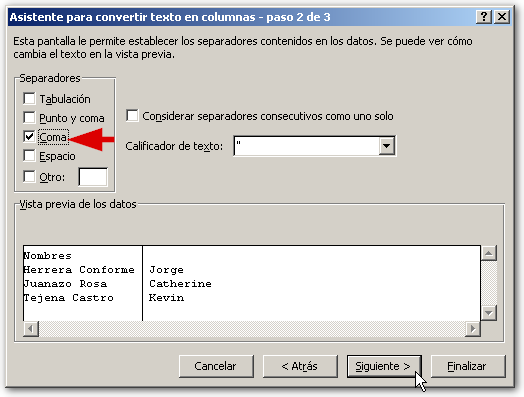 Asistente para convertir texto en columnas - paso 2 de 3
Esta pantalla le permite establecer los separadores contenidos en los datos. Se puede ver cómo
cambia el texto en la vista previa.
Separadores
Tabulación
Punto y coma
Coma
Espacio
Otro:
Considerar separadores consecutivos como uno solo
Calificador de texto: "
Vista previa de los datos
Nombres
Herrera Conforme Jorge
Juanazo Rosa Catherine
Tejena Castro Kevin
Cancelar < Atrás Siguiente > Finalizar